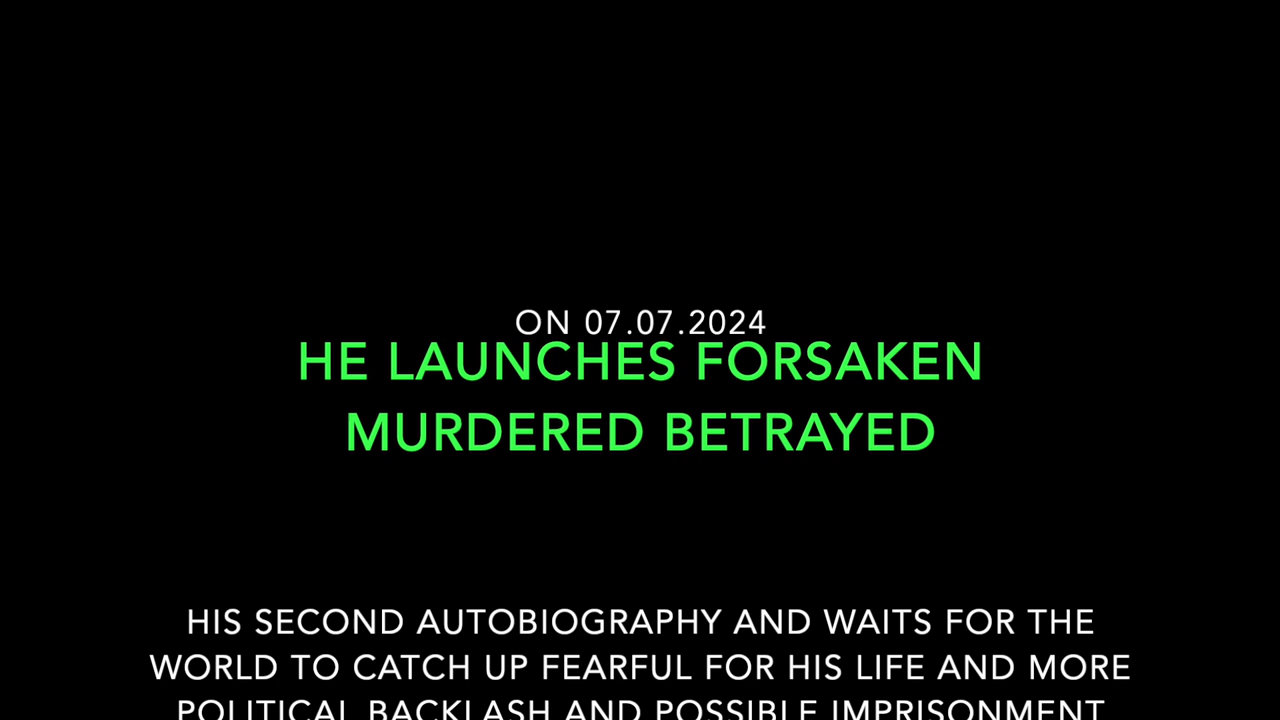 ON 07.07.2024
HE LAUNCHES FORSAKEN
MURDERED BETRAYED
HIS SECOND AUTOBIOGRAPHY AND WAITS FOR THE
WORLD TO CATCH UP FEARFUL FOR HIS LIFE AND MORE
POLITICAL BACKLASH AND POSSIBLE IMPRISONMENT